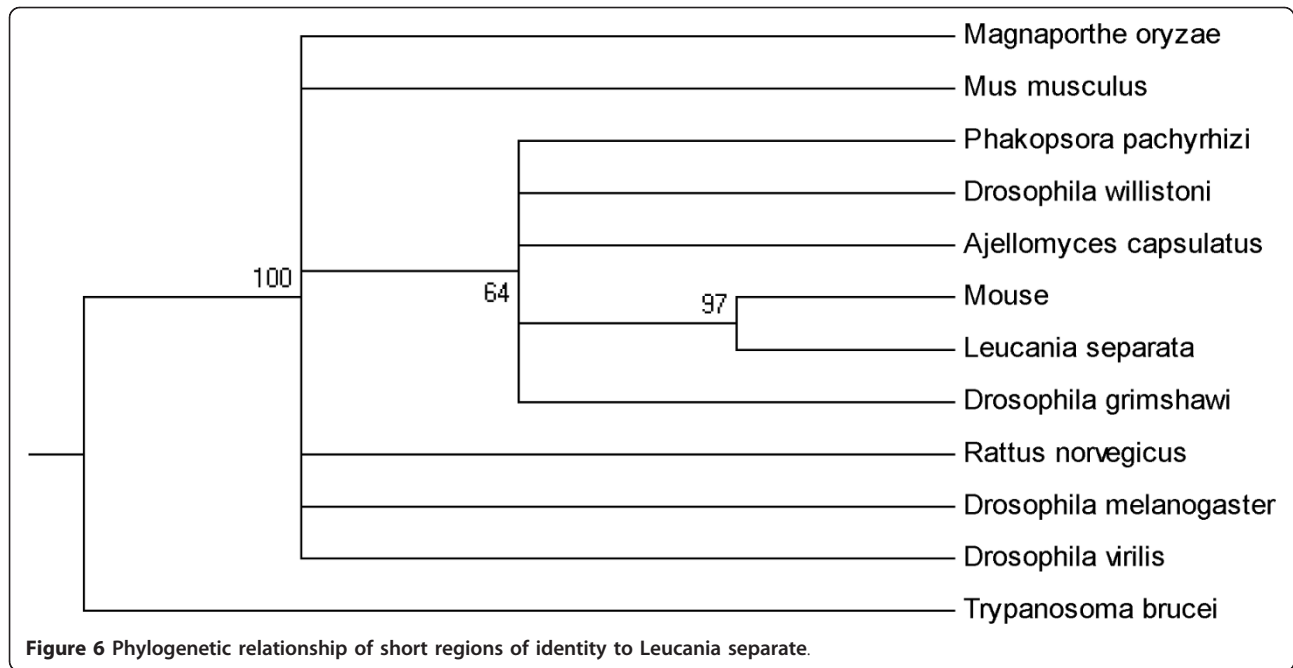 Magnaporthe oryzae
Mus musculus
Phakopsora pachyrhizi
Drosophila willistoni
Ajellomyces capsulatus
100
64
97
Mouse
Leucania separata
Drosophila grimshawi
Rattus norvegicus
Drosophila melanogaster
Drosophila virilis
Trypanosoma brucei
Figure 6 Phylogenetic relationship of short regions of identity to Leucania separate.